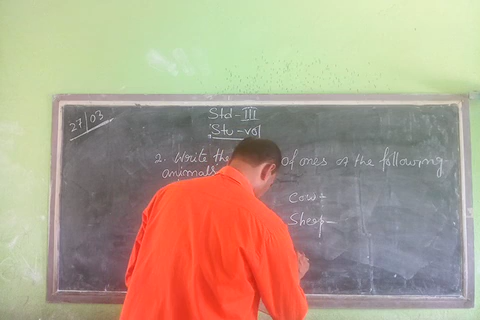 27/03
Std-III
Stu-vol
2. Write the of ones of the following
animals
Cow-
Sheep-